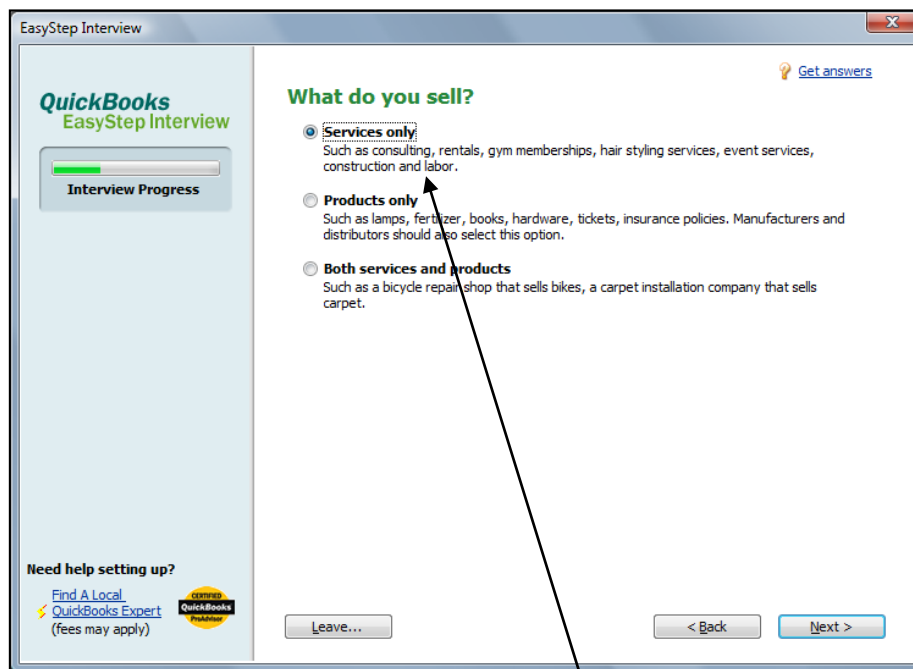 EasyStep Interview
X
Get answers
QuickBooks
EasyStep Interview
Interview Progress
What do you sell?
Services only
Such as consulting, rentals, gym memberships, hair styling services, event services,
construction and labor.
Products only
Such as lamps, fertilizer, books, hardware, tickets, insurance policies. Manufacturers and
distributors should also select this option.
Both services and products
Such as a bicycle repair shop that sells bikes, a carpet installation company that sells
carpet.
Need help setting up?
Find A Local
QuickBooks Expert
(fees may apply)
CERTIFIED
QuickBooks
ProAdvisor
Leave...
< Back
Next >